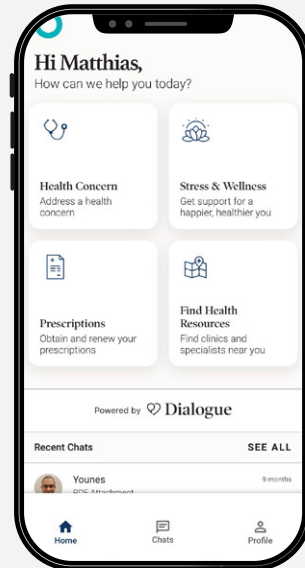 Hi Matthias,
How can we help you today?
Health Concern
Address a health
concern
Stress & Wellness
Get support for a
happier, healthier you
Prescriptions
Obtain and renew your
prescriptions
Find Health
Resources
Find clinics and
specialists near you
Powered by Dialogue
Recent Chats SEE ALL
Younes 9 months
PDF Attachment
Home Chats Profile